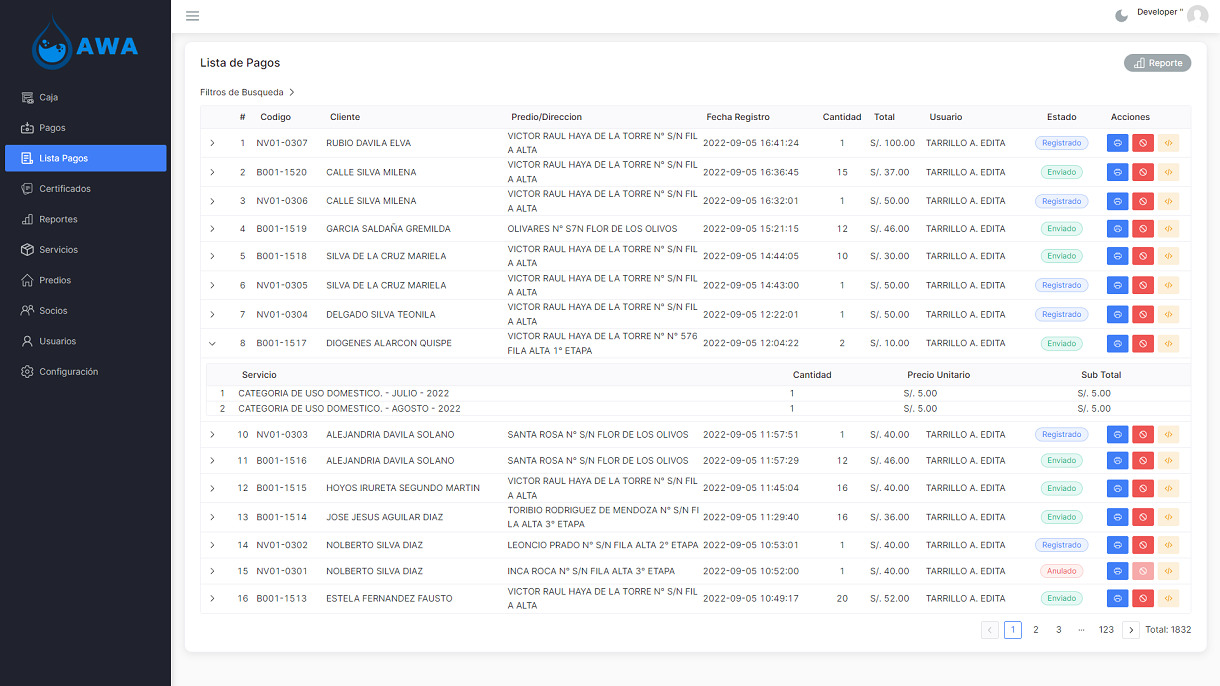 AWA
Developer "
Caja
Pagos
Lista Pagos
Certificados
Reportes
Servicios
Predios
Socios
Usuarios
Configuración
Lista de Pagos
Reporte
Filtros de Busqueda
# Codigo Cliente Predio/Direccion Fecha Registro Cantidad Total Usuario Estado Acciones
1 NV01-0307 RUBIO DAVILA ELVA VICTOR RAUL HAYA DE LA TORRE N° S/N FIL 2022-09-05 16:41:24 1 S/. 100.00 TARRILLO A. EDITA Registrado
A ALTA
2 B001-1520 CALLE SILVA MILENA VICTOR RAUL HAYA DE LA TORRE N° S/N FIL 2022-09-05 16:36:45 15 S/. 37.00 TARRILLO A. EDITA Enviado
A ALTA
3 NV01-0306 CALLE SILVA MILENA VICTOR RAUL HAYA DE LA TORRE N° S/N FIL 2022-09-05 16:32:01 1 S/. 50.00 TARRILLO A. EDITA Registrado
A ALTA
4 B001-1519 GARCIA SALDAÑA GREMILDA OLIVARES N° S7N FLOR DE LOS OLIVOS 2022-09-05 15:21:15 12 S/. 46.00 TARRILLO A. EDITA Enviado
5 B001-1518 SILVA DE LA CRUZ MARIELA VICTOR RAUL HAYA DE LA TORRE N° S/N FIL 2022-09-05 14:44:05 10 S/. 30.00 TARRILLO A. EDITA Enviado
A ALTA
6 NV01-0305 SILVA DE LA CRUZ MARIELA VICTOR RAUL HAYA DE LA TORRE N° S/N FIL 2022-09-05 14:43:00 1 S/. 50.00 TARRILLO A. EDITA Registrado
A ALTA
7 NV01-0304 DELGADO SILVA TEONILA VICTOR RAUL HAYA DE LA TORRE N° S/N FIL 2022-09-05 12:22:01 1 S/. 50.00 TARRILLO A. EDITA Registrado
A ALTA
8 B001-1517 DIOGENES ALARCON QUISPE VICTOR RAUL HAYA DE LA TORRE N° N° 576 2022-09-05 12:04:22 2 S/. 10.00 TARRILLO A. EDITA Enviado
FILA ALTA 1° ETAPA
Servicio Cantidad Precio Unitario Sub Total
1 CATEGORIA DE USO DOMESTICO. - JULIO - 2022 1 S/. 5.00 S/. 5.00
2 CATEGORIA DE USO DOMESTICO. - AGOSTO - 2022 1 S/. 5.00 S/. 5.00
10 NV01-0303 ALEJANDRIA DAVILA SOLANO SANTA ROSA N° S/N FLOR DE LOS OLIVOS 2022-09-05 11:57:51 1 S/. 40.00 TARRILLO A. EDITA Registrado
11 B001-1516 ALEJANDRIA DAVILA SOLANO SANTA ROSA N° S/N FLOR DE LOS OLIVOS 2022-09-05 11:57:29 12 S/. 46.00 TARRILLO A. EDITA Enviado
12 B001-1515 HOYOS IRURETA SEGUNDO MARTIN VICTOR RAUL HAYA DE LA TORRE N° S/N FIL 2022-09-05 11:45:04 16 S/. 40.00 TARRILLO A. EDITA Enviado
A ALTA
13 B001-1514 JOSE JESUS AGUILAR DIAZ TORIBIO RODRIGUEZ DE MENDOZA N° S/N FI 2022-09-05 11:29:40 16 S/. 36.00 TARRILLO A. EDITA Enviado
LA ALTA 3° ETAPA
14 NV01-0302 NOLBERTO SILVA DIAZ LEONCIO PRADO N° S/N FILA ALTA 2° ETAPA 2022-09-05 10:53:01 1 S/. 40.00 TARRILLO A. EDITA Registrado
15 NV01-0301 NOLBERTO SILVA DIAZ INCA ROCA N° S/N FILA ALTA 3° ETAPA 2022-09-05 10:52:00 1 S/. 40.00 TARRILLO A. EDITA Anulado
16 B001-1513 ESTELA FERNANDEZ FAUSTO VICTOR RAUL HAYA DE LA TORRE N° S/N FIL 2022-09-05 10:49:17 20 S/. 52.00 TARRILLO A. EDITA Enviado
A ALTA
1 2 3 ... 123 Total: 1832